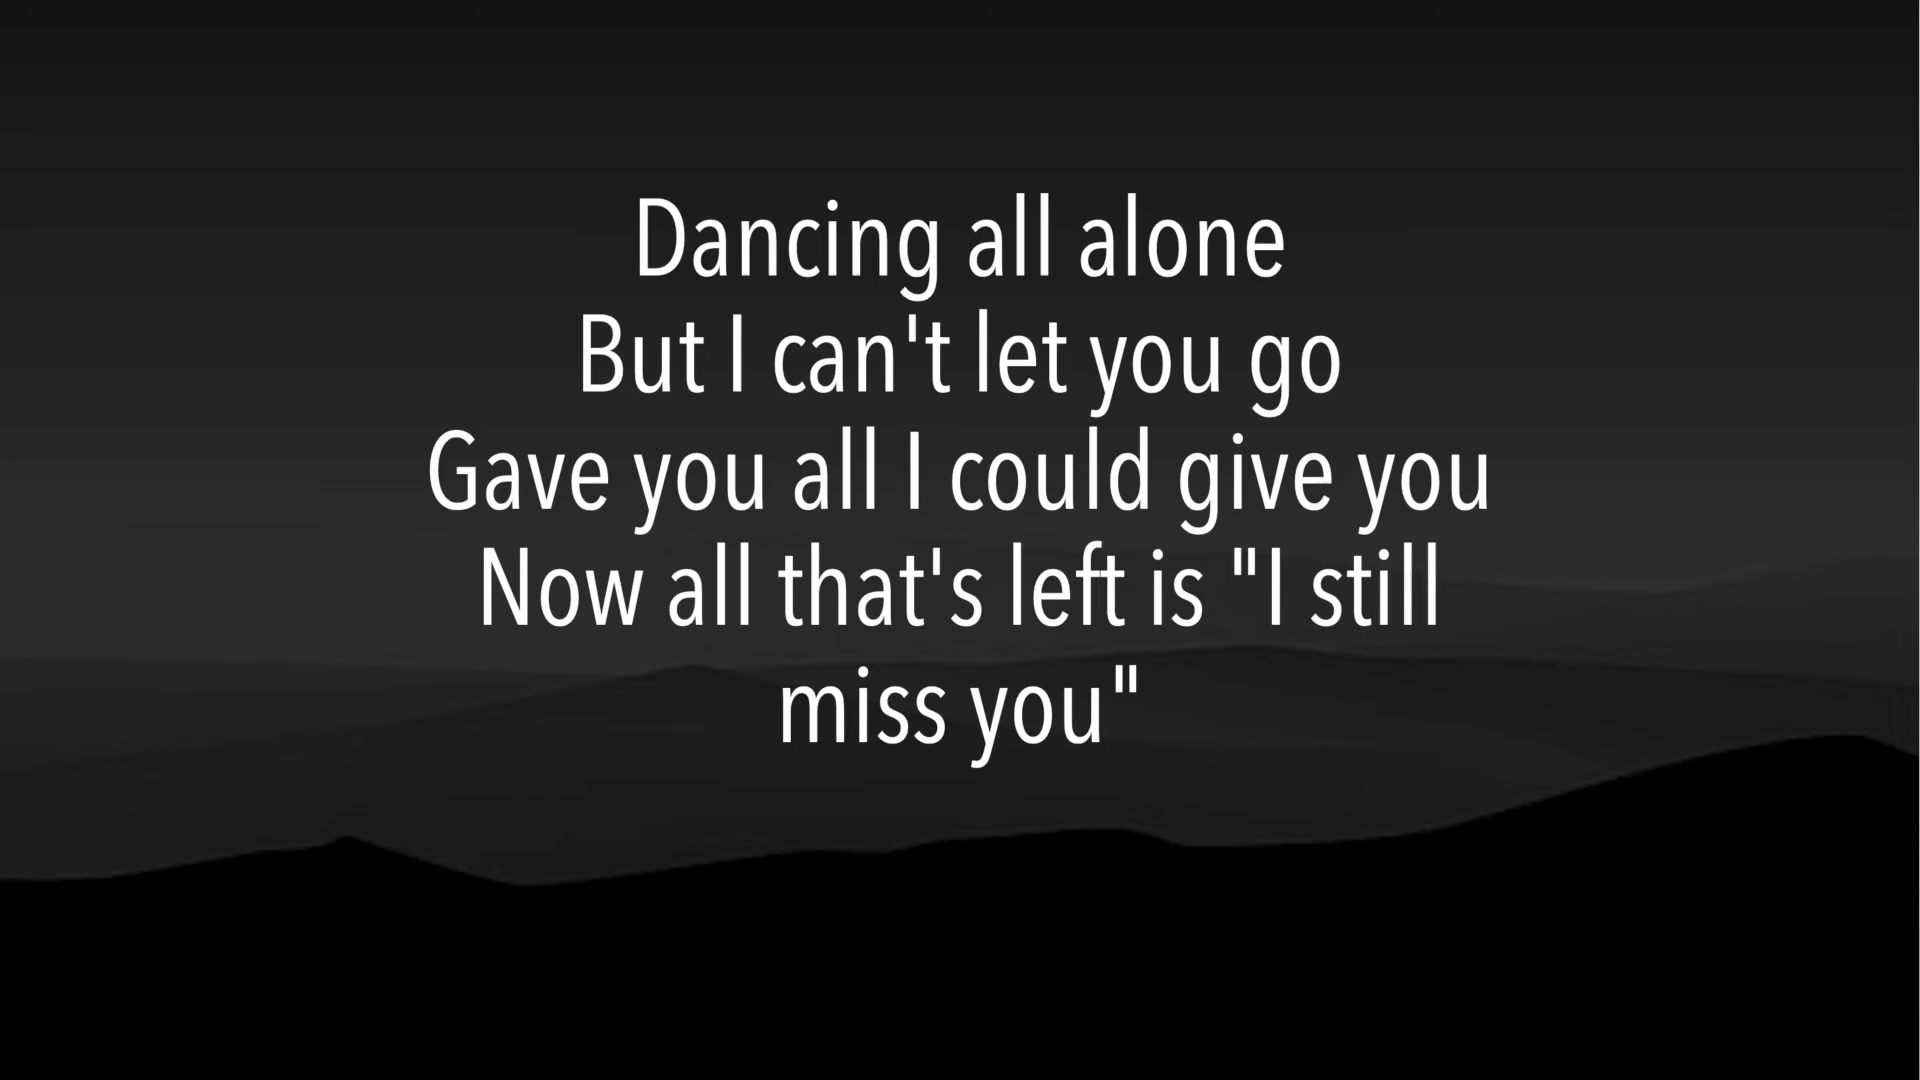 Dancing all alone
But I can't let you go
Gave you all I could give you
Now all that's left is "I still
miss you"